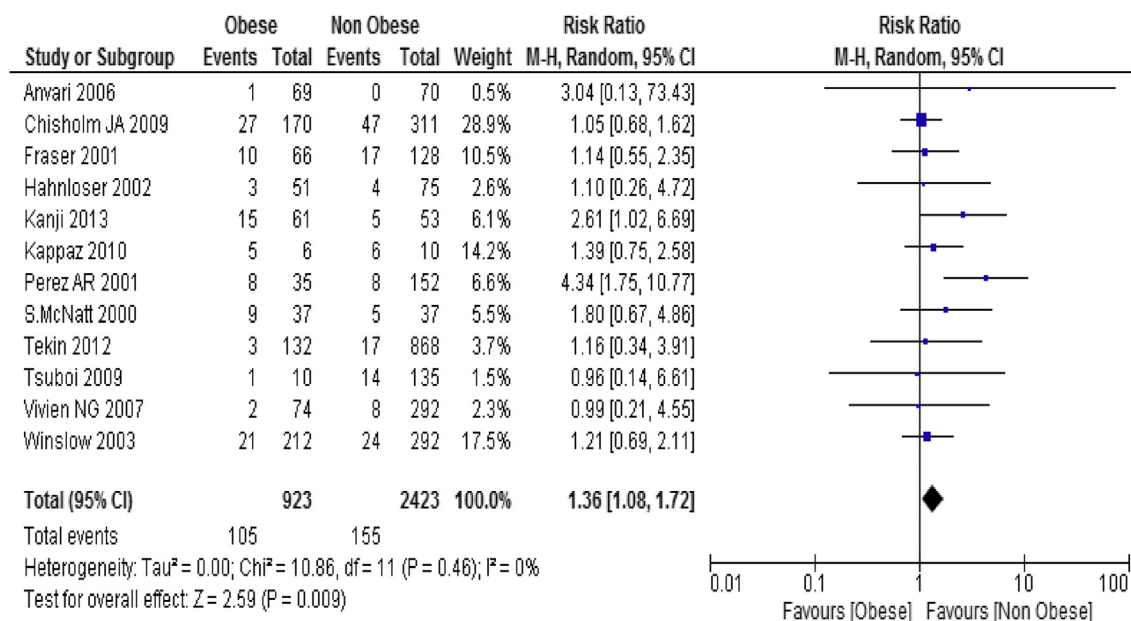 Obese Non Obese Risk Ratio Risk Ratio
Study or Subgroup Events Total Events Total Weight M-H, Random, 95% CI M-H, Random, 95% CI
Anvari 2006 1 69 0 70 0.5% 3.04 [0.13, 73.43]
Chisholm JA 2009 27 170 47 311 28.9% 1.05 [0.68, 1.62]
Fraser 2001 10 66 17 128 10.5% 1.14 [0.55, 2.35]
Hahnloser 2002 3 51 4 75 2.6% 1.10 [0.26, 4.72]
Kanji 2013 15 61 5 53 6.1% 2.61 [1.02, 6.69]
Kappaz 2010 5 6 6 10 14.2% 1.39 [0.75, 2.58]
Perez AR 2001 8 35 8 152 6.6% 4.34 [1.75, 10.77]
S.McNatt 2000 9 37 5 37 5.5% 1.80 [0.67, 4.86]
Tekin 2012 3 132 17 868 3.7% 1.16 [0.34, 3.91]
Tsuboi 2009 1 10 14 135 1.5% 0.96 [0.14, 6.61]
Vivien NG 2007 2 74 8 292 2.3% 0.99 [0.21, 4.55]
Winslow 2003 21 212 24 292 17.5% 1.21 [0.69, 2.11]
Total (95% CI) 923 2423 100.0% 1.36 [1.08, 1.72]
Total events 105 155
Heterogeneity: Tau² = 0.00; Chi² = 10.86, df = 11 (P = 0.46); I² = 0%
Test for overall effect: Z = 2.59 (P = 0.009)
0.01 0.1 1 10 100
Favours [Obese] Favours [Non Obese]